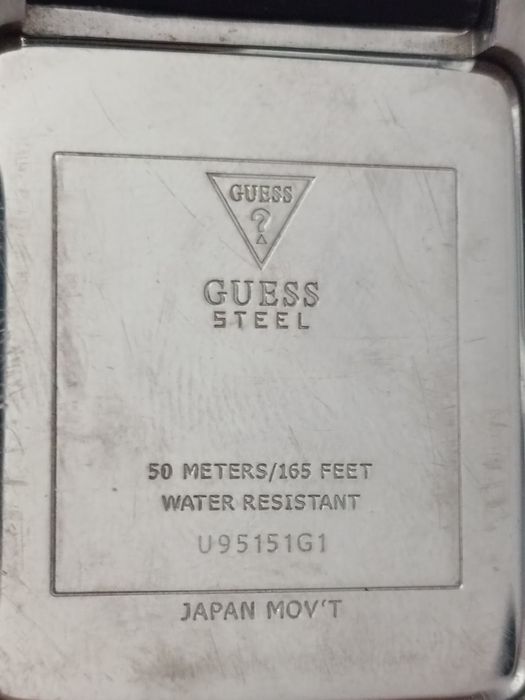 GUESS
?
GUESS
STEEL
50 METERS/165 FEET
WATER RESISTANT
U95151G1
JAPAN MOV'T